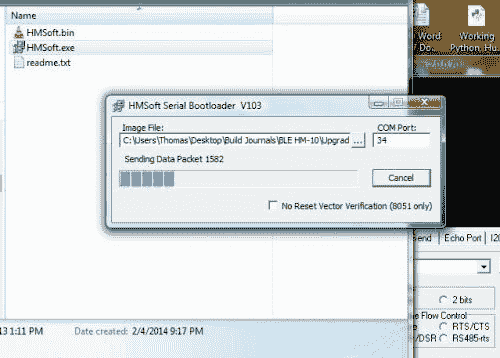 Name
HMSoft.bin
HMSoft.exe
readme.txt
Word
Do...
Working
Python, Hu
HMSoft Serial Bootloader V103
Image File:
COM Port:
C:\Users\Thomas\Desktop\Build Journals\BLE HM-10\Upgrad
...
34
Sending Data Packet 1582
Cancel
No Reset Vector Verification (8051 only)
end
Echo Port
I2
2 bits
e Flow Control
RTS/CTS
/DSR
RS485-rts
13 1:11 PM
Date created: 2/4/2014 9:17 PM